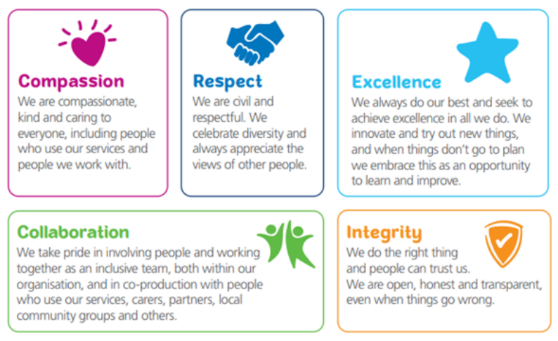 Compassion
We are compassionate,
kind and caring to
everyone, including people
who use our services and
people we work with.
Respect
We are civil and
respectful. We
celebrate diversity and
always appreciate the
views of other people.
Excellence
We always do our best and seek to
achieve excellence in all we do. We
innovate and try out new things,
and when things don’t go to plan
we embrace this as an opportunity
to learn and improve.
Collaboration
We take pride in involving people and working
together as an inclusive team, both within our
organisation, and in co-production with people
who use our services, carers, partners, local
community groups and others.
Integrity
We do the right thing
and people can trust us.
We are open, honest and transparent,
even when things go wrong.